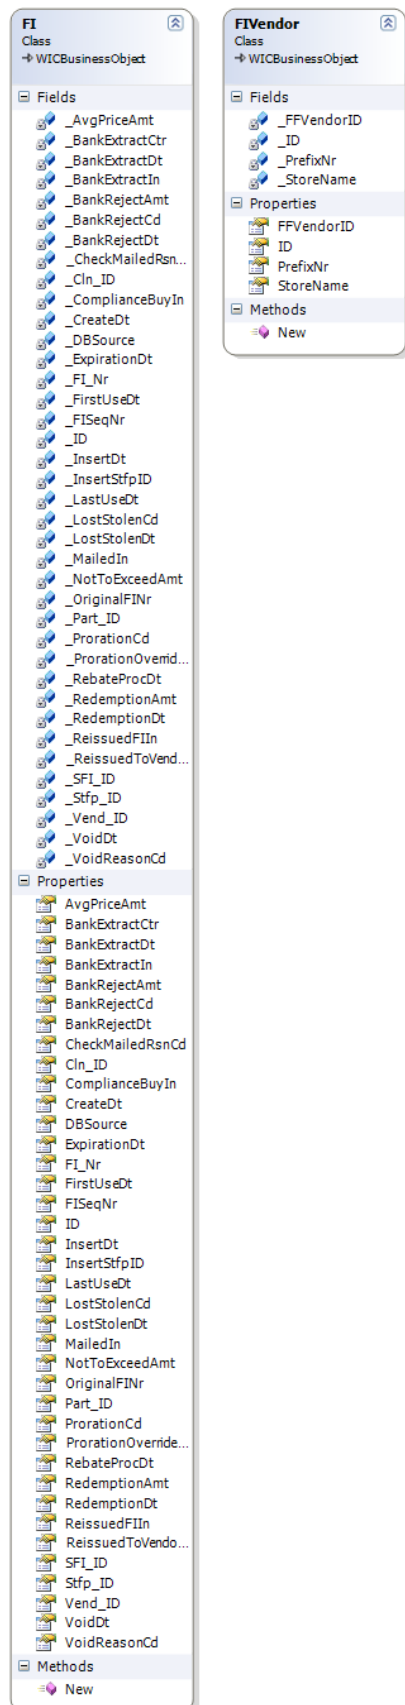 FI
Class
WICBusinessObject
Fields
_AvgPriceAmt
_BankExtractCtr
_BankExtractDt
_BankExtractIn
_BankRejectAmt
_BankRejectCd
_BankRejectDt
_CheckMailedRsn...
_Cln_ID
_ComplianceBuyIn
_CreateDt
_DBSource
_ExpirationDt
_FI_Nr
_FirstUseDt
_FISeqNr
_ID
_InsertDt
_InsertStfpID
_LastUseDt
_LostStolenCd
_LostStolenDt
_MailedIn
_NotToExceedAmt
_OriginalFINr
_Part_ID
_ProrationCd
_ProrationOverrid...
_RebateProcDt
_RedemptionAmt
_RedemptionDt
_ReissuedFIIn
_ReissuedToVend...
_SFI_ID
_Stfp_ID
_Vend_ID
_VoidDt
_VoidReasonCd
Properties
AvgPriceAmt
BankExtractCtr
BankExtractDt
BankExtractIn
BankRejectAmt
BankRejectCd
BankRejectDt
CheckMailedRsnCd
Cln_ID
ComplianceBuyIn
CreateDt
DBSource
ExpirationDt
FI_Nr
FirstUseDt
FISeqNr
ID
InsertDt
InsertStfpID
LastUseDt
LostStolenCd
LostStolenDt
MailedIn
NotToExceedAmt
OriginalFINr
Part_ID
ProrationCd
ProrationOverride...
RebateProcDt
RedemptionAmt
RedemptionDt
ReissuedFIIn
ReissuedToVendo...
SFI_ID
Stfp_ID
Vend_ID
VoidDt
VoidReasonCd
Methods
New
FIVendor
Class
WICBusinessObject
Fields
_FFVendorID
_ID
_PrefixNr
_StoreName
Properties
FFVendorID
ID
PrefixNr
StoreName
Methods
New